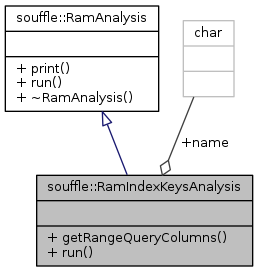 souffle::RamAnalysis
+ print()
+ run()
+ ~RamAnalysis()
char
+name
souffle::RamIndexKeysAnalysis
+ getRangeQueryColumns()
+ run()